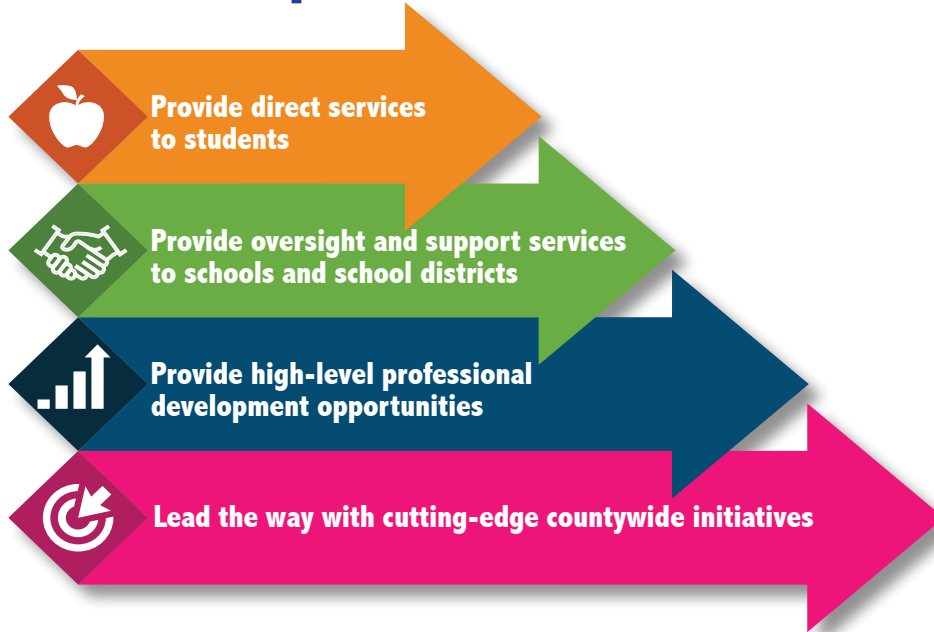 Provide direct services
to students
Provide oversight and support services
to schools and school districts
Provide high-level professional
development opportunities
Lead the way with cutting-edge countywide initiatives